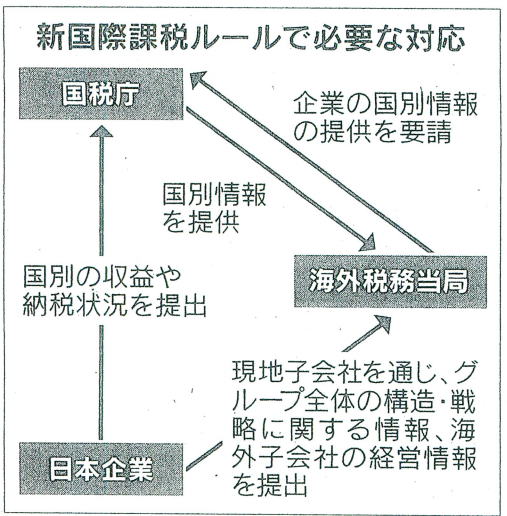 新国際課税ルールで必要な対応
国税庁
企業の国別情報
の提供を要請
国別情報
を提供
海外税務当局
国別の収益や
納税状況を提出
現地子会社を通じ、グ
ループ全体の構造・戦
略に関する情報、海
外子会社の経営情報
を提出
日本企業